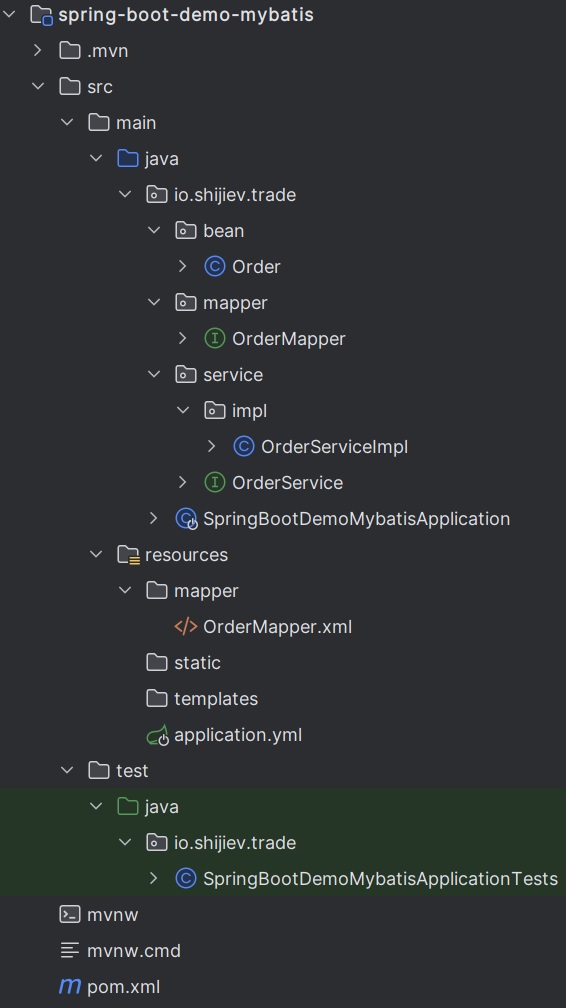 spring-boot-demo-mybatis
.mvn
src
main
java
io.shijiev.trade
bean
Order
mapper
OrderMapper
service
impl
OrderServiceImpl
OrderService
SpringBootDemoMybatisApplication
resources
mapper
OrderMapper.xml
static
templates
application.yml
test
java
io.shijiev.trade
SpringBootDemoMybatisApplicationTests
mvnw
mvnw.cmd
pom.xml